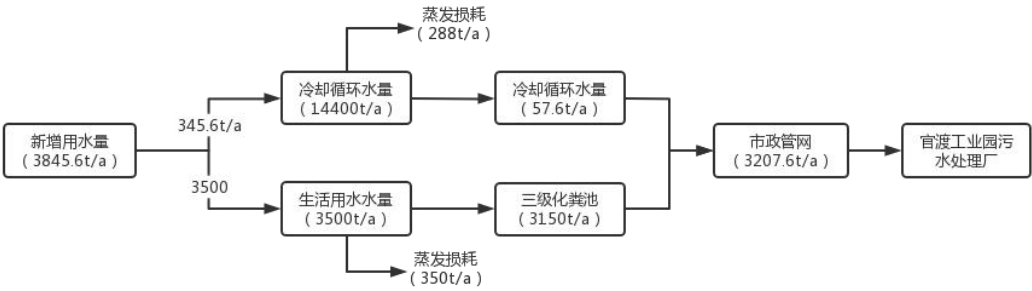 蒸发损耗
（288t/a）
冷却循环水量
（14400t/a）
冷却循环水量
（57.6t/a）
345.6t/a
新增用水量
（3845.6t/a）
市政管网
（3207.6t/a）
官渡工业园污
水处理厂
3500
生活用水水量
（3500t/a）
三级化粪池
（3150t/a）
蒸发损耗
（350t/a）